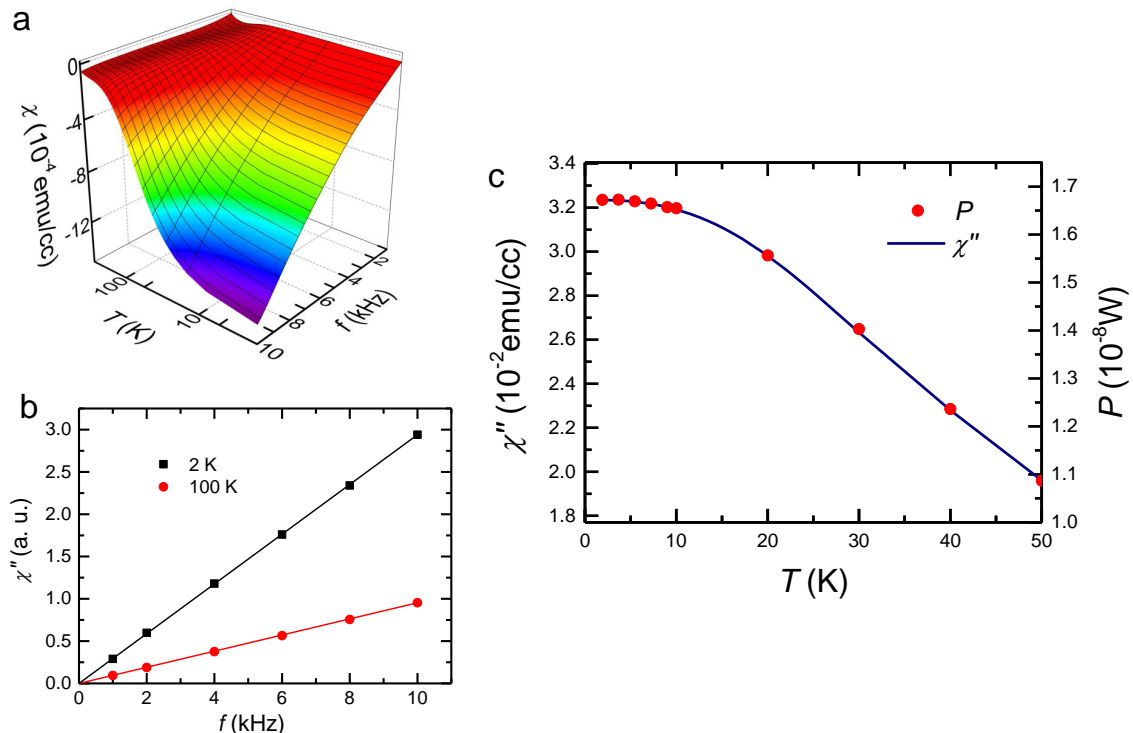 a
0
-4
-8
-12
χ (10⁻⁴ emu/cc)
100
10
T (K)
2
4
6
8
10
f (kHz)
b
3.0
2.5
2.0
1.5
1.0
0.5
0.0
χ″ (a. u.)
2 K
100 K
0 2 4 6 8 10
f (kHz)
c
3.4
3.2
3.0
2.8
2.6
2.4
2.2
2.0
1.8
χ″ (10⁻²emu/cc)
P
χ″
1.7
1.6
1.5
1.4
1.3
1.2
1.1
1.0
P (10⁻⁸W)
0 10 20 30 40 50
T (K)